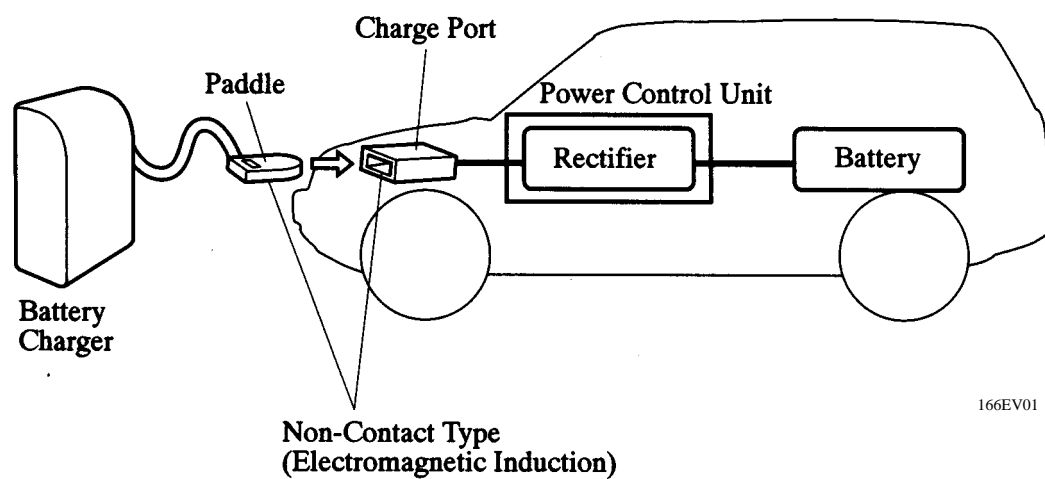 Charge Port
Paddle
Power Control Unit
Rectifier
Battery
Battery
Charger
166EV01
Non-Contact Type
(Electromagnetic Induction)